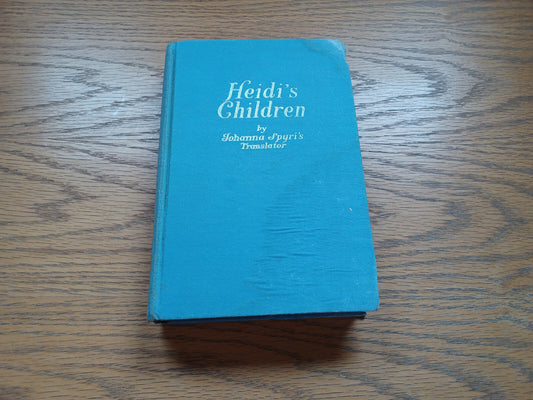 Heidi's
Children
by
Johanna Spyri's
Translator